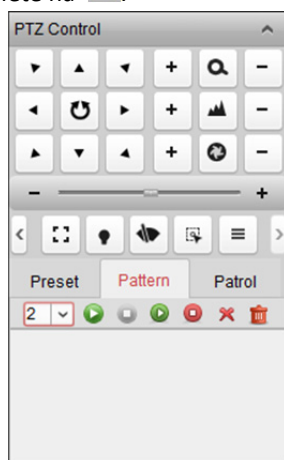 PTZ Control
+ −
+ −
+ −
− +
Preset Pattern Patrol
2